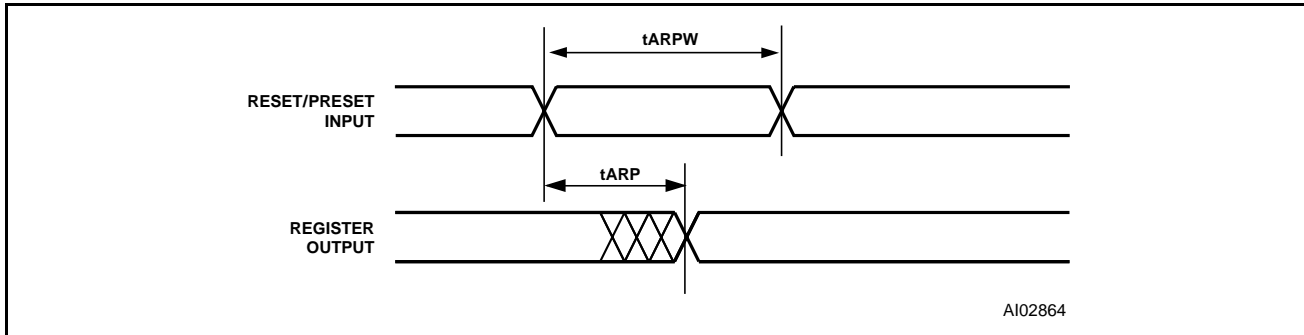 tARPW
RESET/PRESET
INPUT
tARP
REGISTER
OUTPUT
AI02864